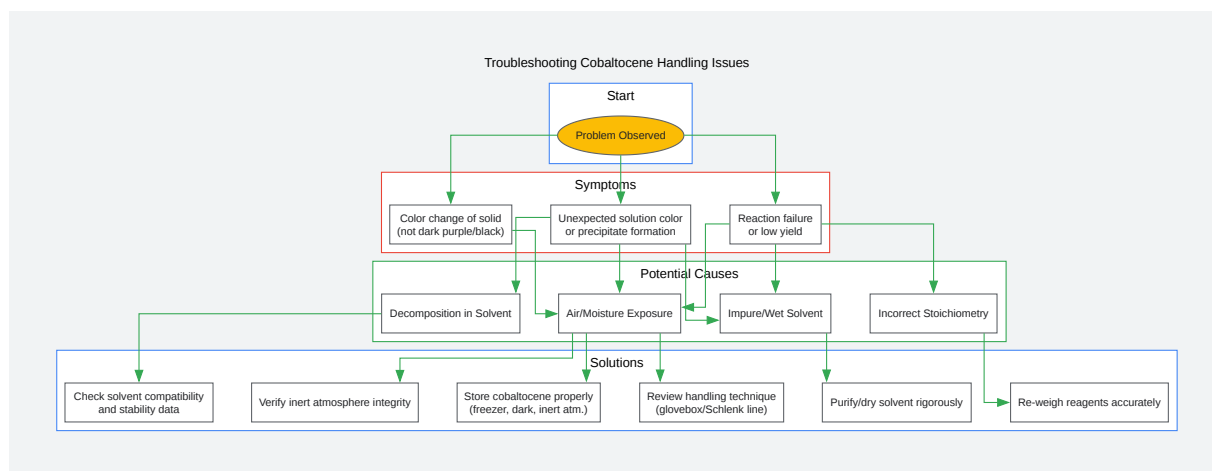 Troubleshooting Cobaltocene Handling Issues
Start
Problem Observed
Symptoms
Color change of solid
(not dark purple/black)
Unexpected solution color
or precipitate formation
Reaction failure
or low yield
Potential Causes
Decomposition in Solvent
Air/Moisture Exposure
Impure/Wet Solvent
Incorrect Stoichiometry
Solutions
Check solvent compatibility
and stability data
Verify inert atmosphere integrity
Store cobaltocene properly
(freezer, dark, inert atm.)
Review handling technique
(glovebox/Schlenk line)
Purify/dry solvent rigorously
Re-weigh reagents accurately